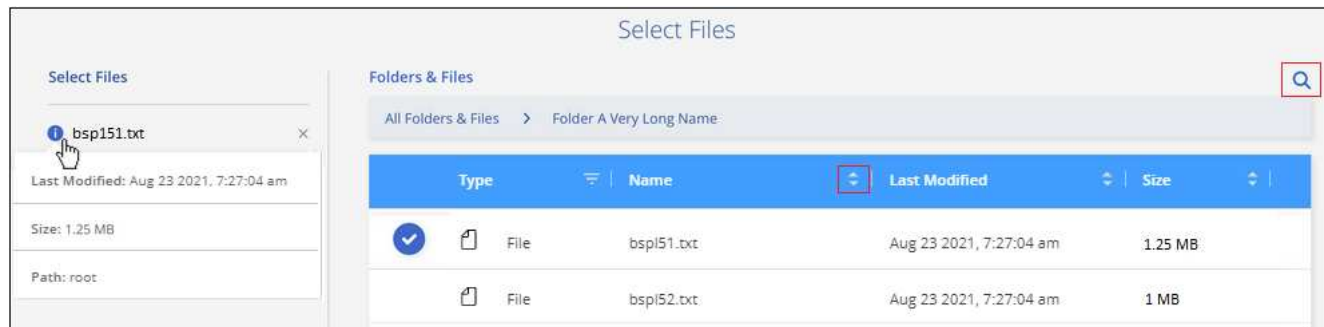 Select Files
Select Files
bsp151.txt
Last Modified: Aug 23 2021, 7:27:04 am
Size: 1.25 MB
Path: root
Folders & Files
All Folders & Files > Folder A Very Long Name
Type Name Last Modified Size
File bspl51.txt Aug 23 2021, 7:27:04 am 1.25 MB
File bspl52.txt Aug 23 2021, 7:27:04 am 1 MB